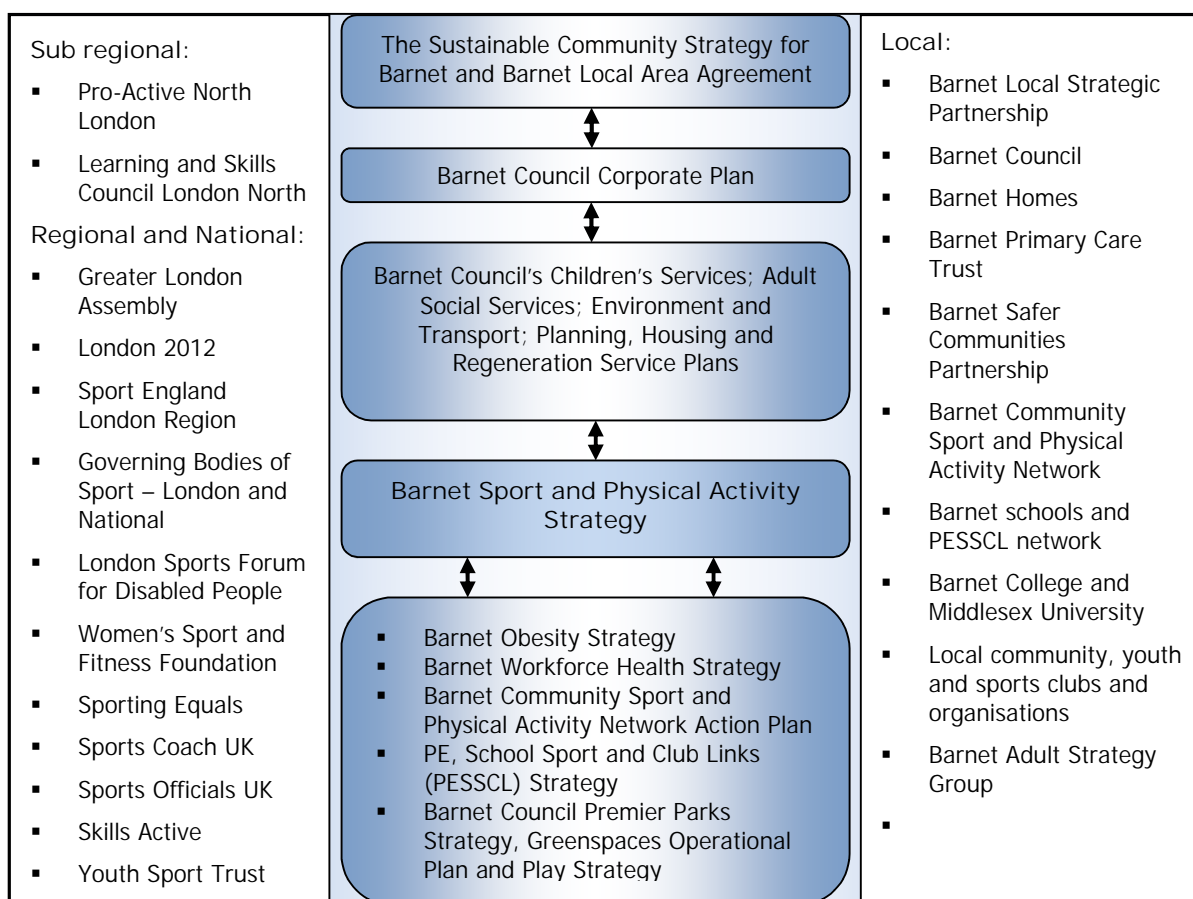 Sub regional:
▪ Pro-Active North
London
▪ Learning and Skills
Council London North
Regional and National:
▪ Greater London
Assembly
▪ London 2012
▪ Sport England
London Region
▪ Governing Bodies of
Sport – London and
National
▪ London Sports Forum
for Disabled People
▪ Women's Sport and
Fitness Foundation
▪ Sporting Equals
▪ Sports Coach UK
▪ Sports Officials UK
▪ Skills Active
▪ Youth Sport Trust
The Sustainable Community Strategy for
Barnet and Barnet Local Area Agreement
Barnet Council Corporate Plan
Barnet Council's Children's Services; Adult
Social Services; Environment and
Transport; Planning, Housing and
Regeneration Service Plans
Barnet Sport and Physical Activity
Strategy
▪ Barnet Obesity Strategy
▪ Barnet Workforce Health Strategy
▪ Barnet Community Sport and
Physical Activity Network Action Plan
▪ PE, School Sport and Club Links
(PESSCL) Strategy
▪ Barnet Council Premier Parks
Strategy, Greenspaces Operational
Plan and Play Strategy
Local:
▪ Barnet Local Strategic
Partnership
▪ Barnet Council
▪ Barnet Homes
▪ Barnet Primary Care
Trust
▪ Barnet Safer
Communities
Partnership
▪ Barnet Community
Sport and Physical
Activity Network
▪ Barnet schools and
PESSCL network
▪ Barnet College and
Middlesex University
▪ Local community, youth
and sports clubs and
organisations
▪ Barnet Adult Strategy
Group
▪